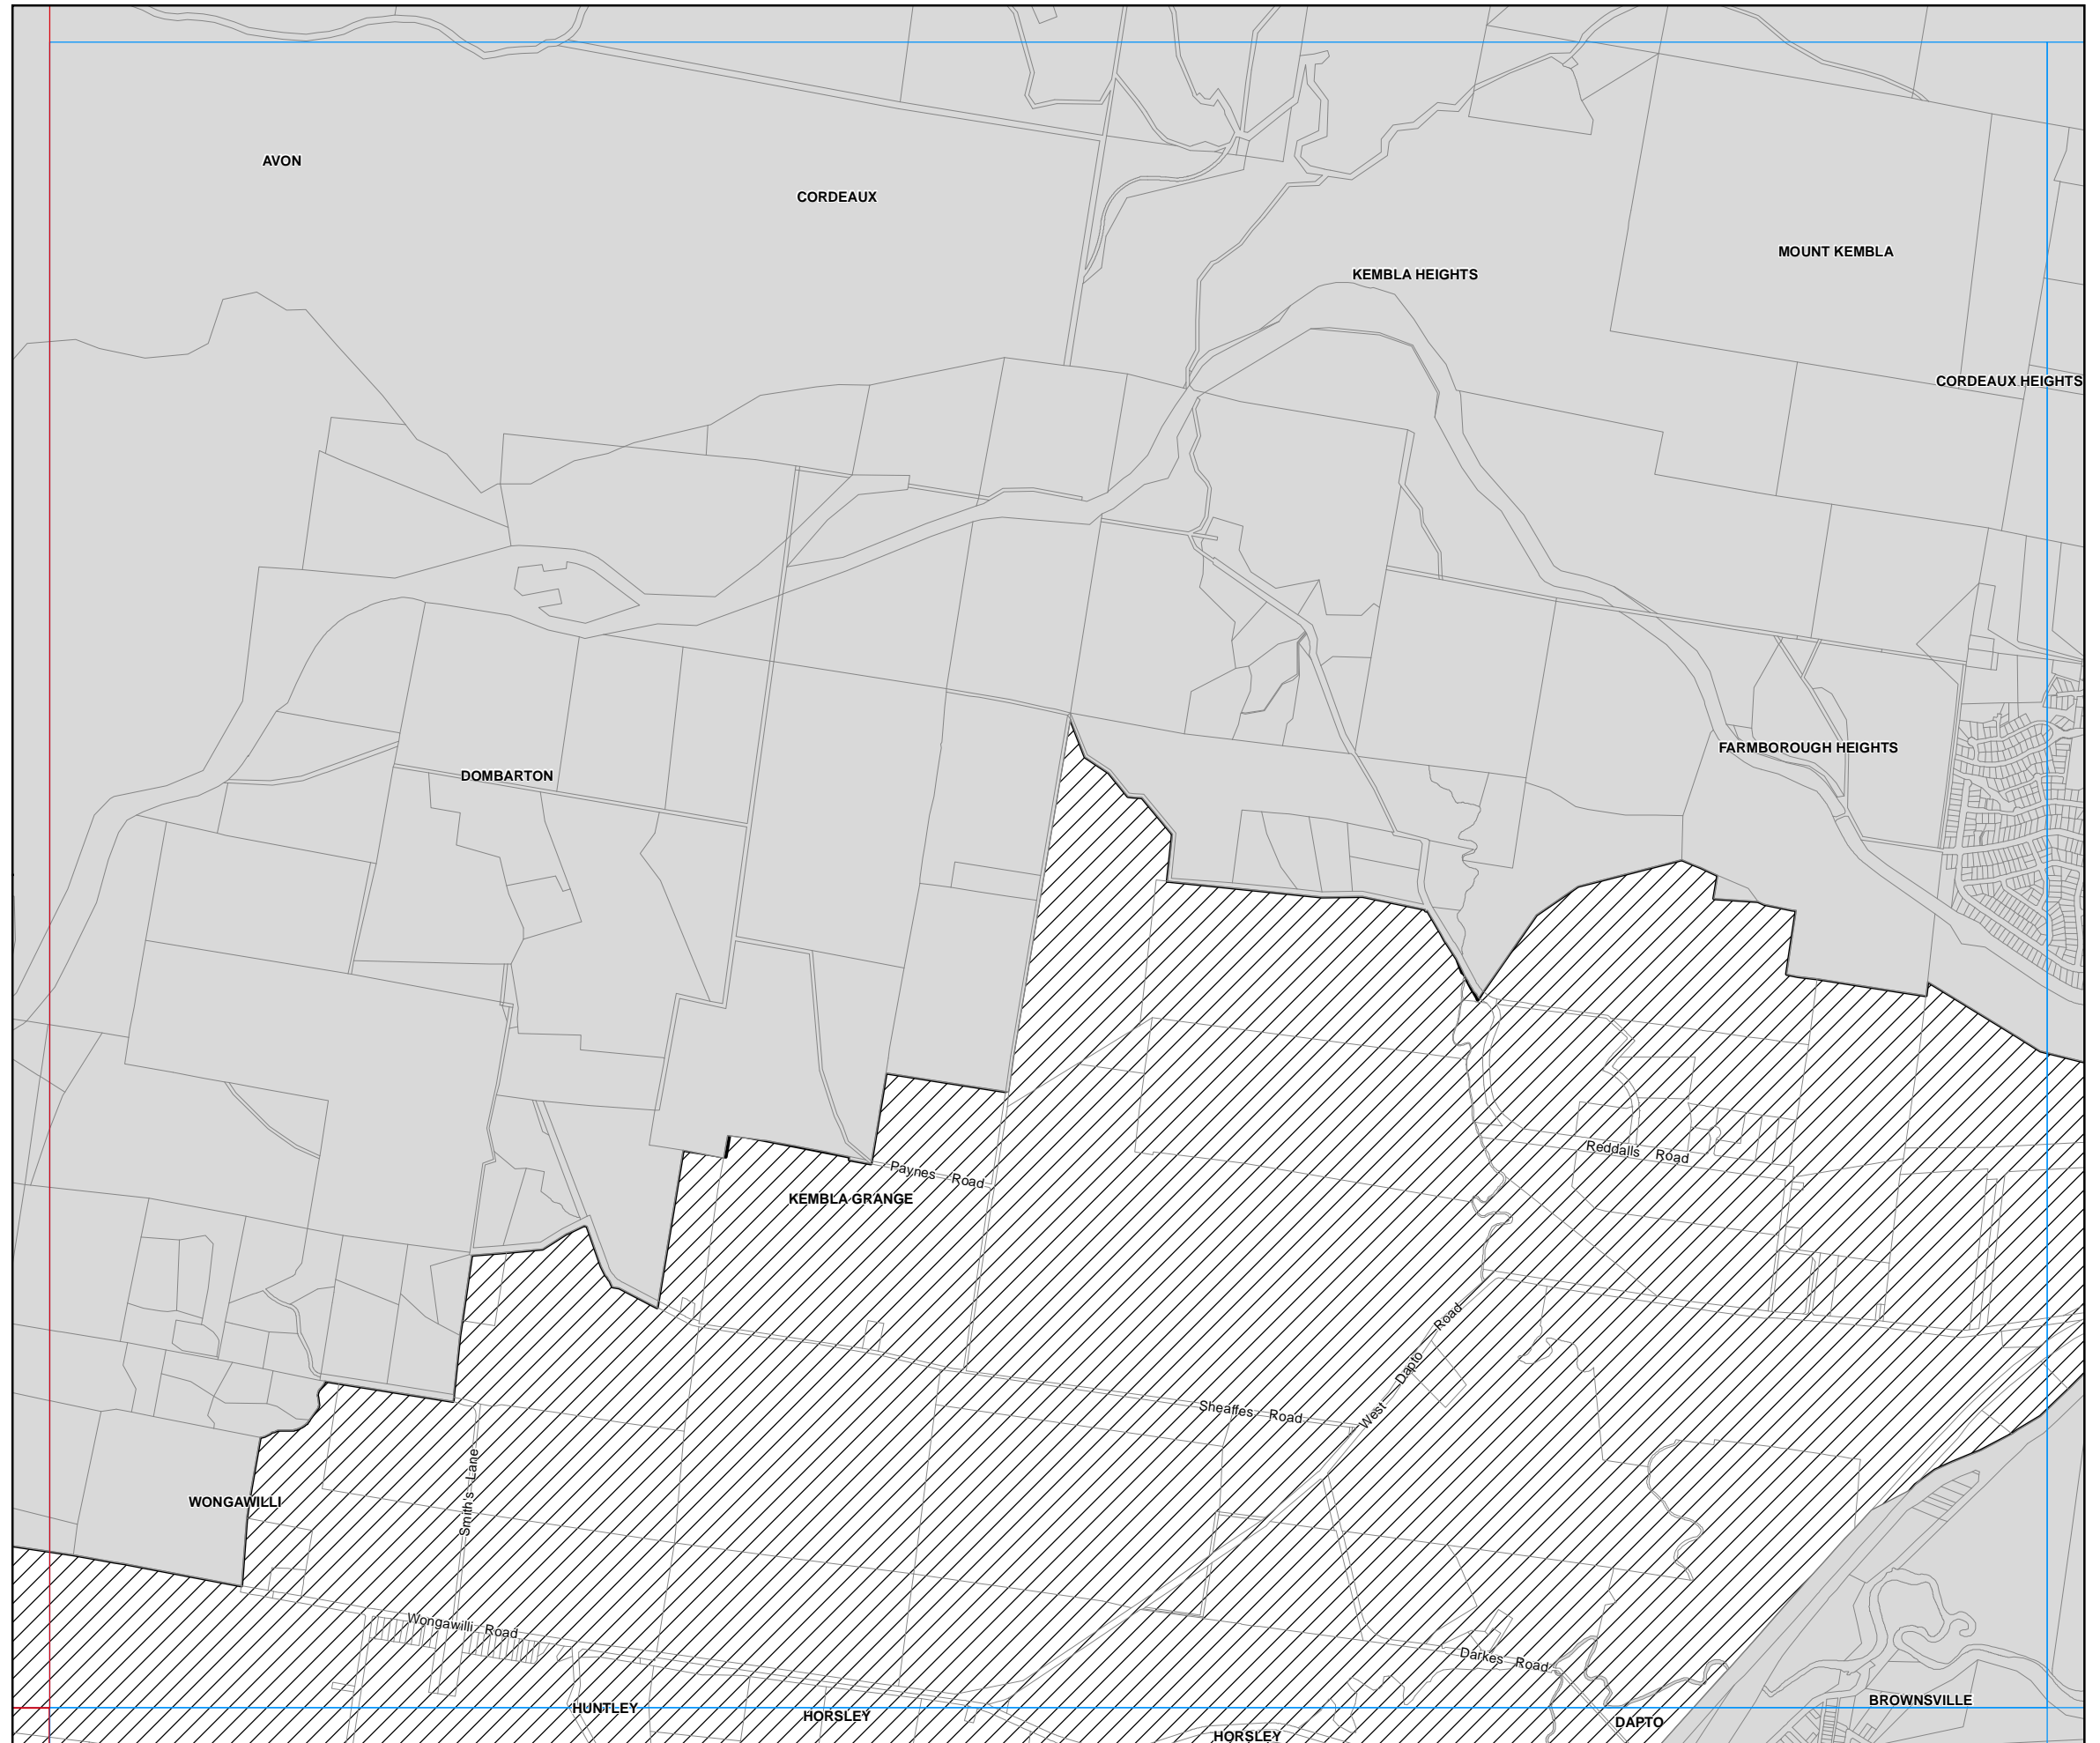 AVON
CORDEAUX
MOUNT KEMBLA
KEMBLA HEIGHTS
CORDEAUX HEIGHTS
FARMBOROUGH HEIGHTS
DOMBARTON
Reddalls Road
Paynes Road
KEMBLA GRANGE
West Dapto Road
Sheaffes Road
Smith's Lane
WONGAWILLI
Wongawilli Road
Darkes Road
BROWNSVILLE
HUNTLEY
HORSLEY
DAPTO
HORSLEY